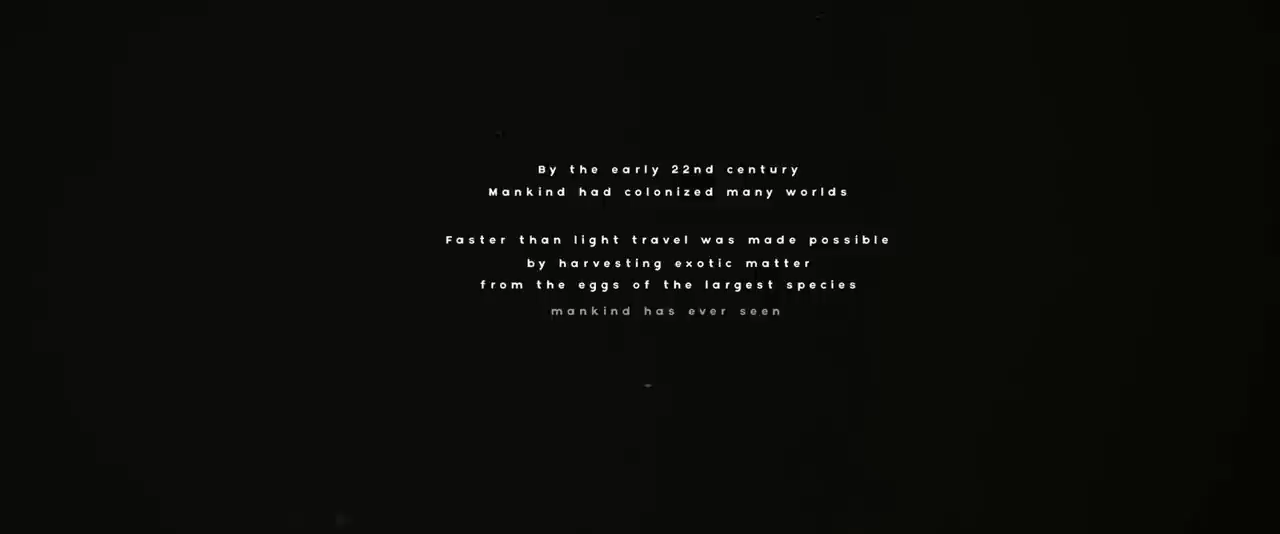 By the early 22nd century
Mankind had colonized many worlds
Faster than light travel was made possible
by harvesting exotic matter
from the eggs of the largest species
mankind has ever seen